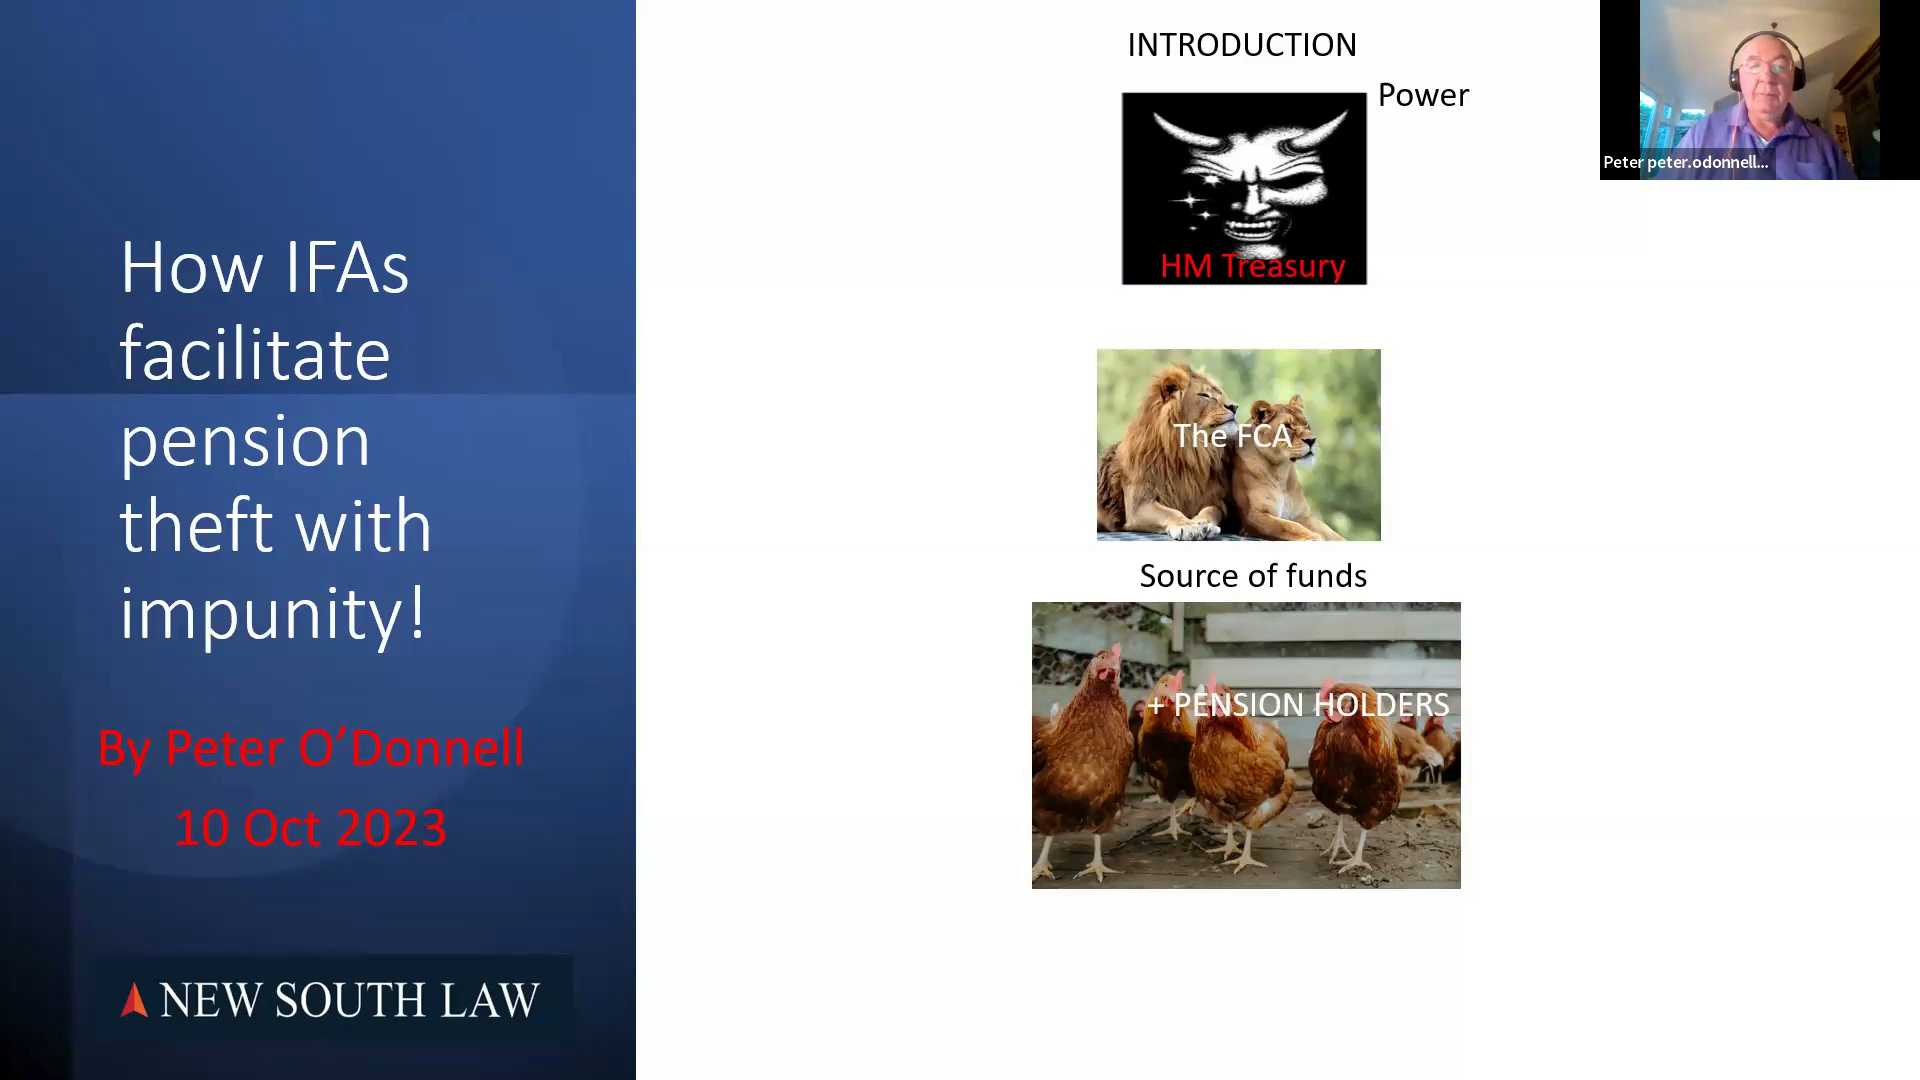 How IFAs
facilitate
pension
theft with
impunity!
By Peter O’Donnell
10 Oct 2023
NEW SOUTH LAW
INTRODUCTION
Power
HM Treasury
The FCA
Source of funds
+ PENSION HOLDERS
Peter peter.odonnell...